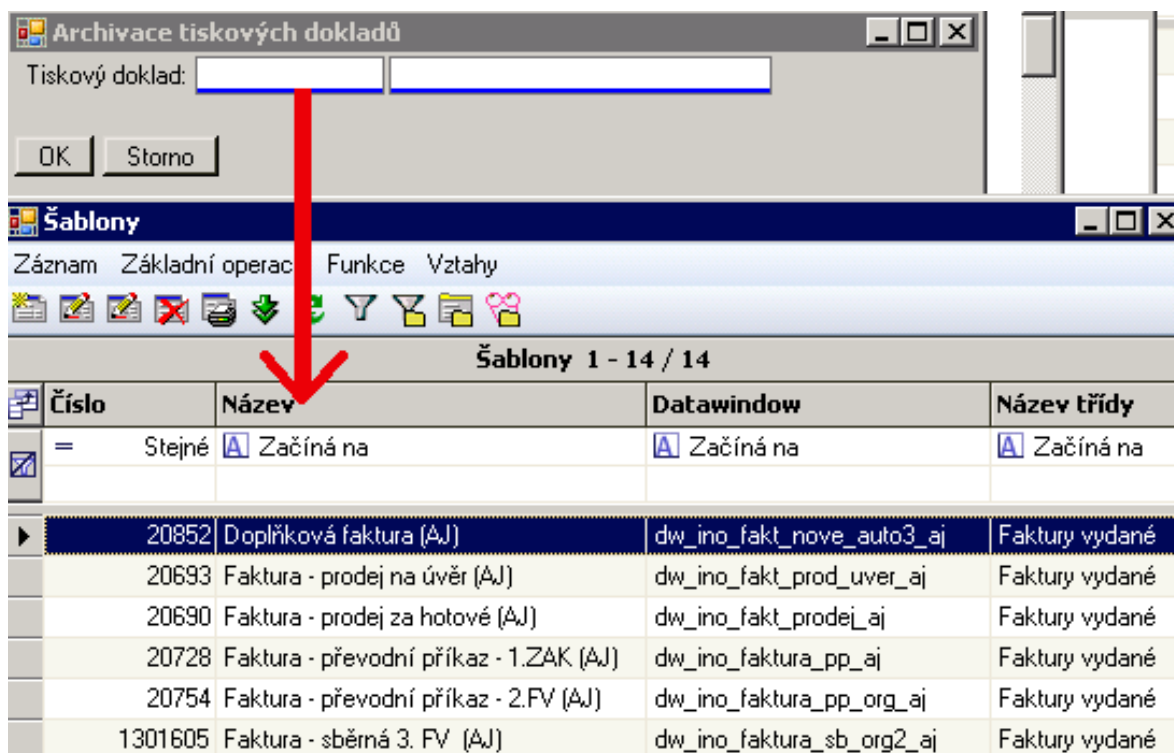 Archivace tiskových dokladů
Tiskový doklad:
OK Storno
Šablony
Záznam Základní operac Funkce Vztahy
Šablony 1 - 14 / 14
Číslo Název Datawindow Název třídy
= Stejné A Začíná na A Začíná na A Začíná na
20852 Doplňková faktura (AJ) dw_ino_fakt_nove_auto3_aj Faktury vydané
20693 Faktura - prodej na úvěr (AJ) dw_ino_fakt_prod_uver_aj Faktury vydané
20690 Faktura - prodej za hotové (AJ) dw_ino_fakt_prodej_aj Faktury vydané
20728 Faktura - převodní příkaz - 1.ZAK (AJ) dw_ino_faktura_pp_aj Faktury vydané
20754 Faktura - převodní příkaz - 2.FV (AJ) dw_ino_faktura_pp_org_aj Faktury vydané
1301605 Faktura - sběrná 3. FV (AJ) dw_ino_faktura_sb_org2_aj Faktury vydané